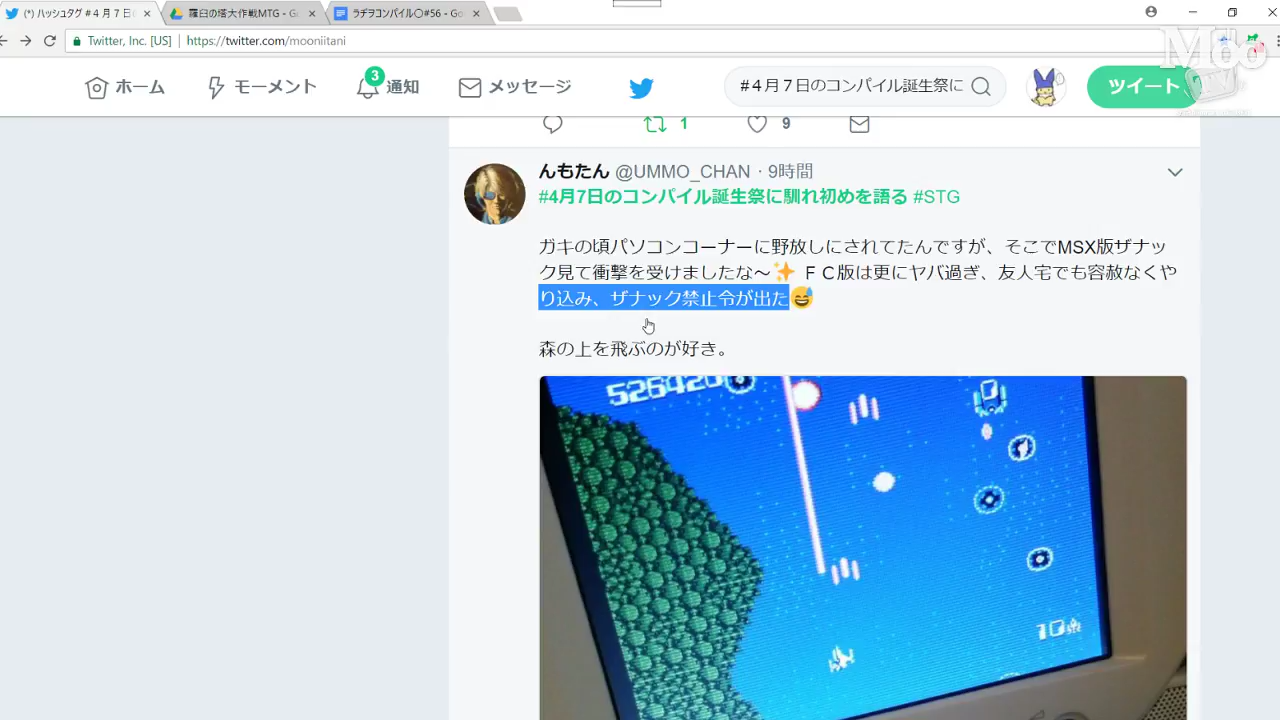 (*) ハッシュタグ # 4 月 7 日の
羅臼の塔大作戦MTG - Go
ラヂヲコンパイル〇#56 - Goo
Twitter, Inc. [US] | https://twitter.com/mooniitani
Moo
ホーム
モーメント
3
通知
メッセージ
#４月７日のコンパイル誕生祭に
ツイート
1
9
んもたん @UMMO_CHAN · 9時間
#4月7日のコンパイル誕生祭に馴れ初めを語る #STG
ガキの頃パソコンコーナーに野放しにされてたんですが、そこでMSX版ザナッ
ク見て衝撃を受けましたな〜✨ ＦＣ版は更にヤバ過ぎ、友人宅でも容赦なくや
り込み、ザナック禁止令が出た😅
森の上を飛ぶのが好き。
526420
10